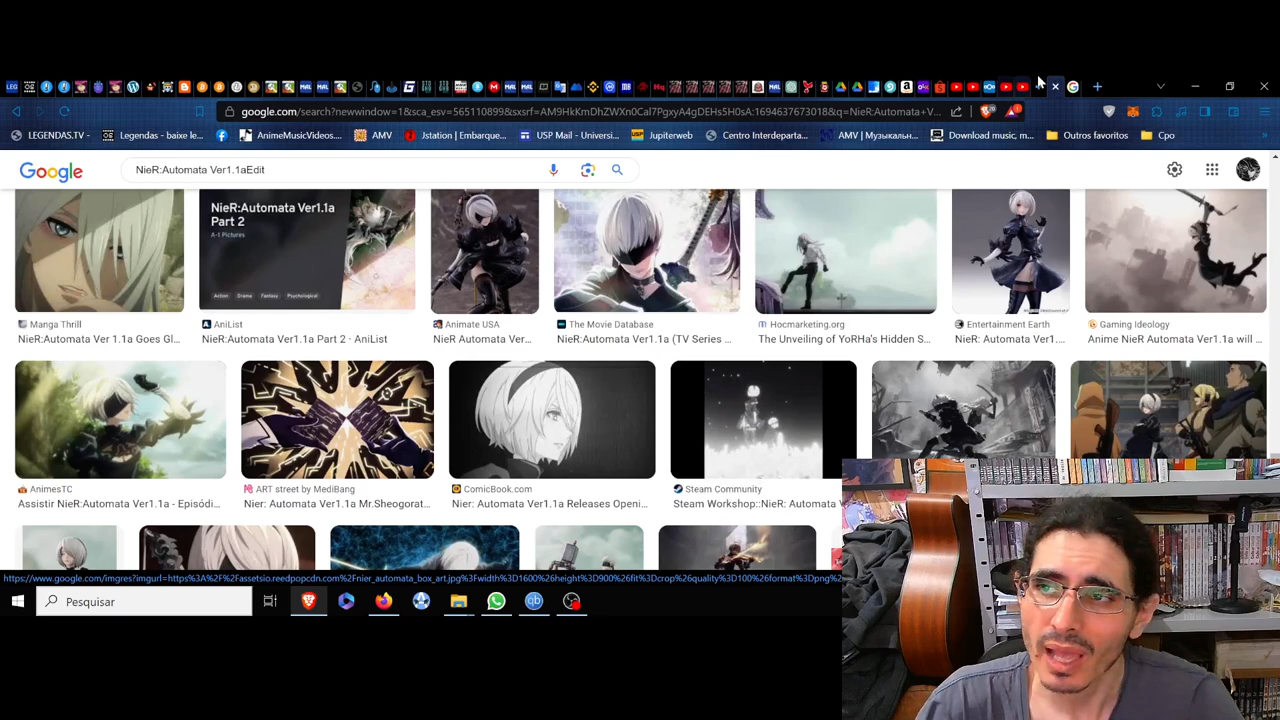 google.com/search?newwindow=1&sca_esv=565110899&sxsrf=AM9HkKmDhZWXn0Cal7PgxyA4gDEHs5H0sA:1694637673018&q=NieR:Automata+V...
LEGENDAS.TV -
Legendas - baixe le...
AnimeMusicVideos....
AMV
Jstation | Embarque...
USP Mail - Universi...
Jupiterweb
Centro Interdeparta...
AMV | Музыкальн...
Download music, m...
Outros favoritos
Cpo
Google
NieR:Automata Ver1.1aEdit
NieR:Automata Ver1.1a
Part 2
A-1 Pictures
Action
Drama
Fantasy
Psychological
Manga Thrill
NieR:Automata Ver 1.1a Goes Gl...
AniList
NieR:Automata Ver1.1a Part 2 · AniList
Animate USA
NieR Automata Ver...
The Movie Database
NieR:Automata Ver1.1a (TV Series ...
Hocmarketing.org
The Unveiling of YoRHa's Hidden S...
Entertainment Earth
NieR: Automata Ver1....
Gaming Ideology
Anime NieR Automata Ver1.1a will ...
AnimesTC
Assistir NieR:Automata Ver1.1a - Episódi...
ART street by MediBang
Nier: Automata Ver1.1a Mr.Sheogorat...
ComicBook.com
Nier: Automata Ver1.1a Releases Openi...
Steam Community
Steam Workshop::NieR: Automata V
https://www.google.com/imgres?imgurl=https%3A%2F%2Fassetsio.reedpopcdn.com%2Fnier_automata_box_art.jpg%3Fwidth%3D1600%26height%3D900%26fit%3Dcrop%26quality%3D100%26format%3Dpng%2
Pesquisar